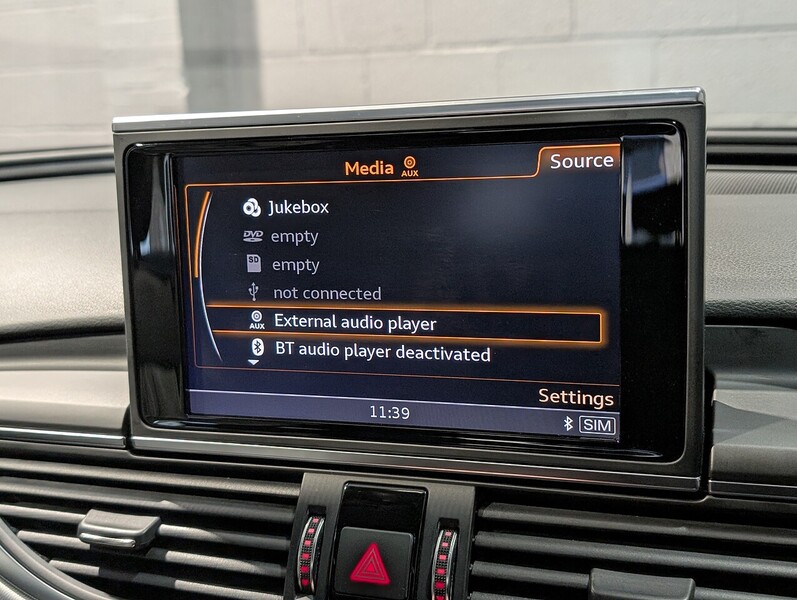 Media AUX
Source
Jukebox
DVD empty
SD empty
not connected
AUX External audio player
BT audio player deactivated
Settings
11:39
SIM